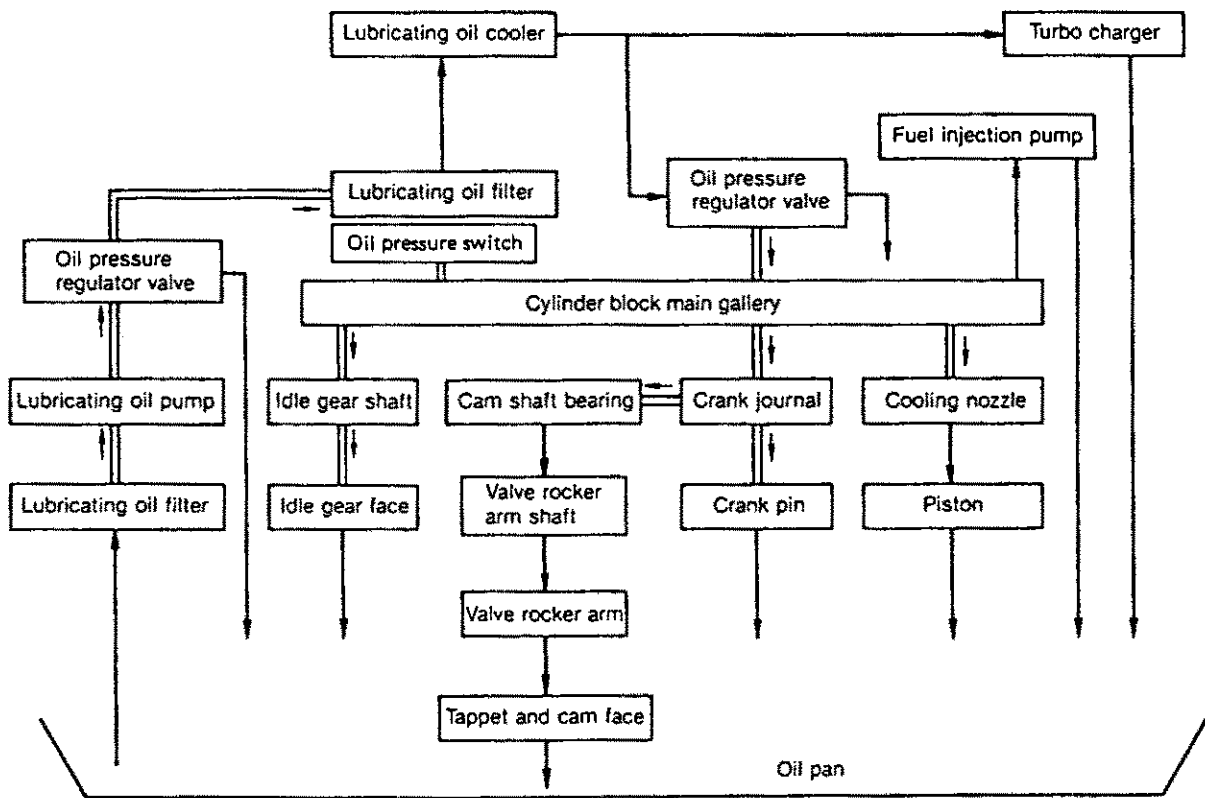 Lubricating oil cooler
Turbo charger
Fuel injection pump
Lubricating oil filter
Oil pressure
regulator valve
Oil pressure switch
Oil pressure
regulator valve
Cylinder block main gallery
Lubricating oil pump
Idle gear shaft
Cam shaft bearing
Crank journal
Cooling nozzle
Lubricating oil filter
Idle gear face
Valve rocker
arm shaft
Crank pin
Piston
Valve rocker arm
Tappet and cam face
Oil pan